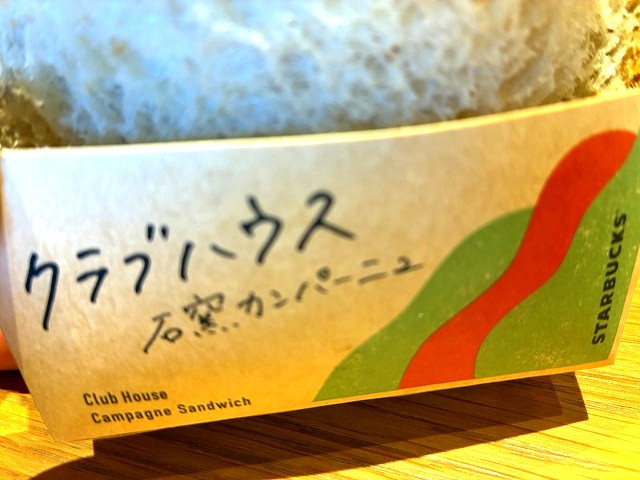 クラブハウス
石窯カンパーニュ
Club House
Campagne Sandwich
STARBUCKS